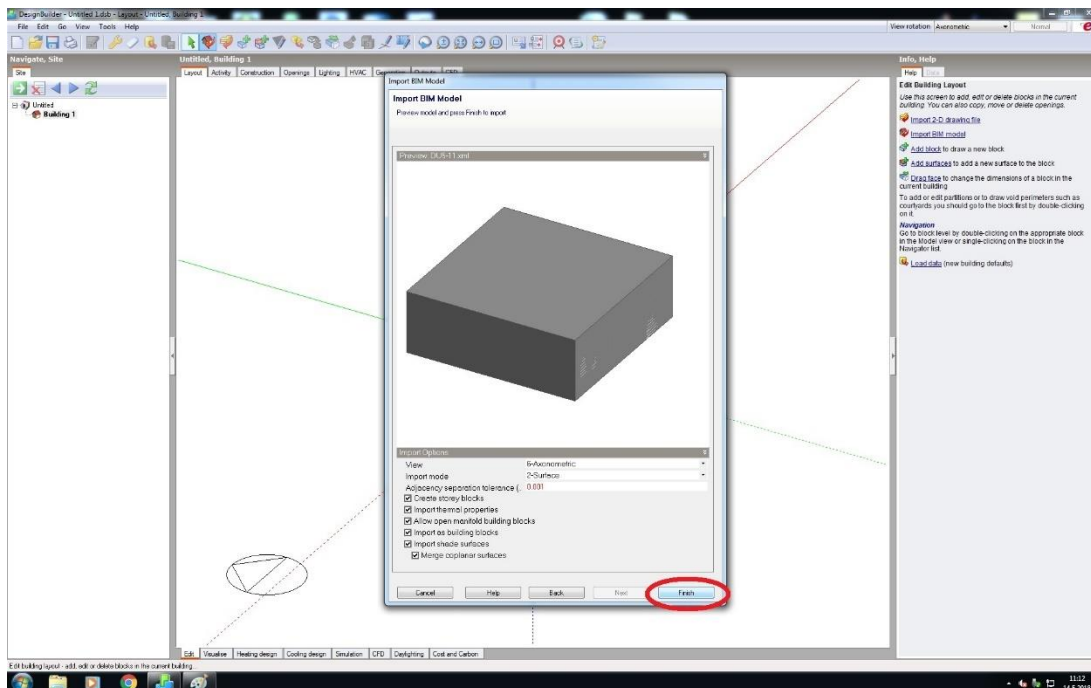 DesignBuilder - Untitled 1.dsb - Layout - Untitled, Building 1
File Edit Go View Tools Help
View rotation Axonometric Normal
Navigate, Site
Site
Untitled
Building 1
Untitled, Building 1
Layout Activity Construction Openings Lighting HVAC Outputs CFD
Import BIM Model
Import BIM Model
Preview model and press Finish to import
Import Options
View 6-Axonometric
Import mode 2-Surface
Adjacency separation tolerance (. 0.001
Create storey blocks
Import thermal properties
Allow open manifold building blocks
Import as building blocks
Import shade surfaces
Merge coplanar surfaces
Cancel Help Back Next Finish
Info, Help
Help Data
Edit Building Layout
Use this screen to add, edit or delete blocks in the current
building. You can also copy, move or delete openings.
Import 2-D drawing file
Import BIM model
Add block to draw a new block
Add surfaces to add a new surface to the block
Drag face to change the dimensions of a block in the
current building
To add or edit partitions or to draw void perimeters such as
courtyards you should go to the block first by double-clicking
on it.
Navigation
Go to block level by double-clicking on the appropriate block
in the Model view or single-clicking on the block in the
Navigator list.
Load data (new building defaults)
Edit Visualise Heating design Cooling design Simulation CFD Daylighting Cost and Carbon
Edit building layout - add, edit or delete blocks in the current building...
11:12